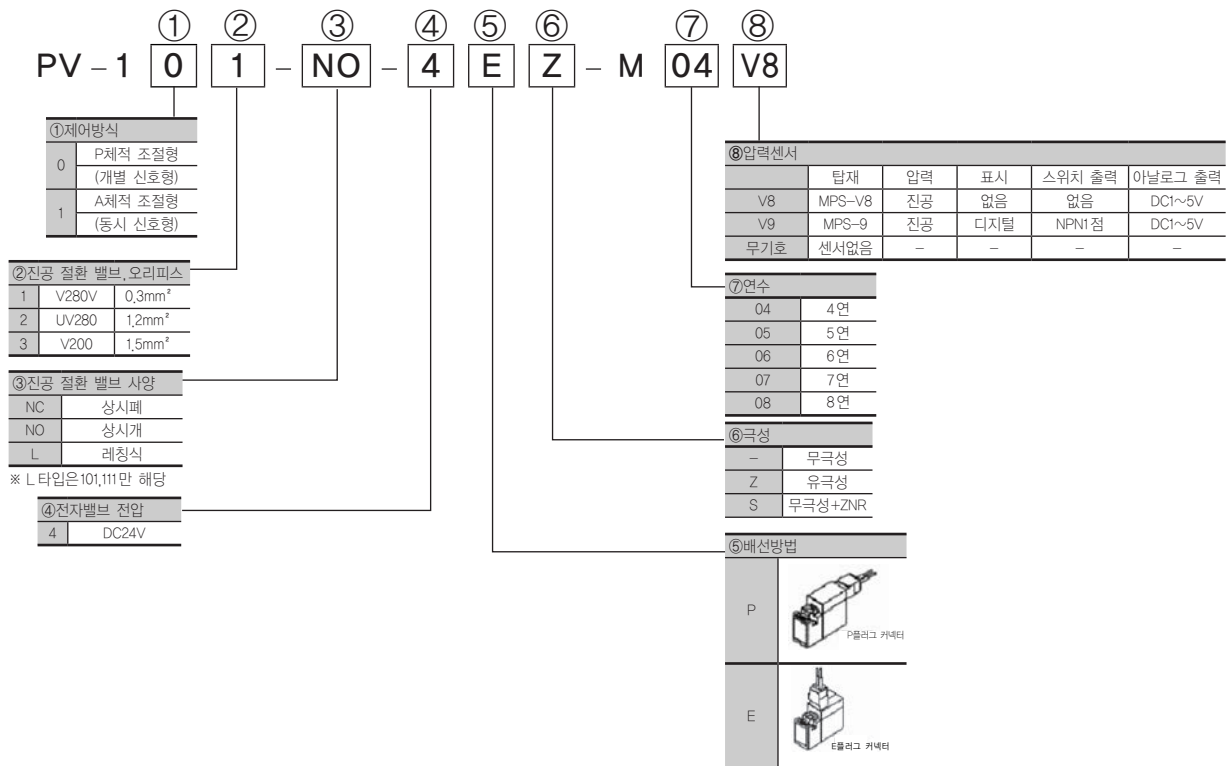 ① ② ③ ④ ⑤ ⑥ ⑦ ⑧
PV – 1 0 1 – NO – 4 E Z – M 04 V8
①제어방식
0 P체적 조절형
(개별 신호형)
1 A체적 조절형
(동시 신호형)
②진공 절환 밸브,오리피스
1 V280V 0,3mm²
2 UV280 1,2mm²
3 V200 1,5mm²
③진공 절환 밸브 사양
NC 상시폐
NO 상시개
L 레칭식
※ L 타입은101,111만 해당
④전자밸브 전압
4 DC24V
⑧압력센서
탑재 압력 표시 스위치 출력 아날로그 출력
V8 MPS–V8 진공 없음 없음 DC1~5V
V9 MPS–9 진공 디지털 NPN1점 DC1~5V
무기호 센서없음 – – – –
⑦연수
04 4연
05 5연
06 6연
07 7연
08 8연
⑥극성
– 무극성
Z 유극성
S 무극성+ZNR
⑤배선방법
P
P플러그 커넥터
E
E플러그 커넥터